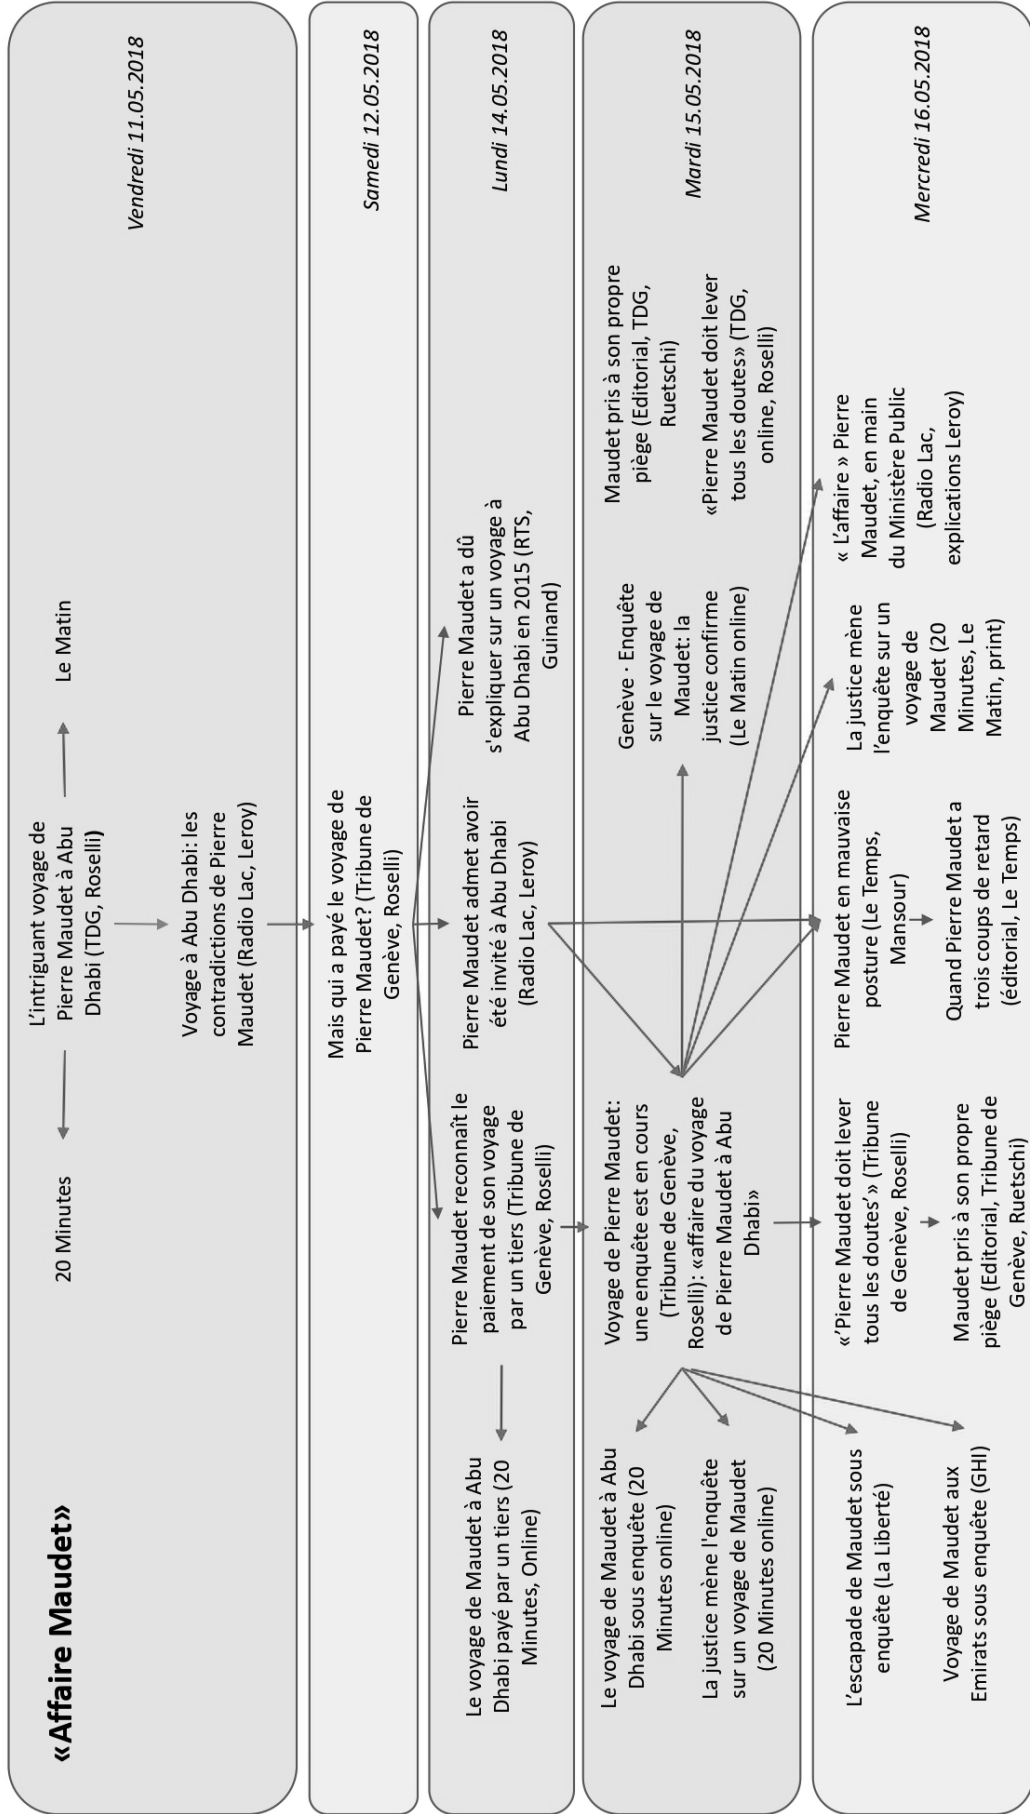 «Affaire Maudet»
Vendredi 11.05.2018
20 Minutes
L'intriguant voyage de
Pierre Maudet à Abu
Dhabi (TDG, Roselli)
Le Matin
Voyage à Abu Dhabi: les
contradictions de Pierre
Maudet (Radio Lac, Leroy)
Samedi 12.05.2018
Mais qui a payé le voyage de
Pierre Maudet? (Tribune de
Genève, Roselli)
Lundi 14.05.2018
Le voyage de Maudet à Abu
Dhabi payé par un tiers (20
Minutes, Online)
Pierre Maudet reconnaît le
paiement de son voyage
par un tiers (Tribune de
Genève, Roselli)
Pierre Maudet admet avoir
été invité à Abu Dhabi
(Radio Lac, Leroy)
Pierre Maudet a dû
s'expliquer sur un voyage à
Abu Dhabi en 2015 (RTS,
Guinand)
Mardi 15.05.2018
Le voyage de Maudet à Abu
Dhabi sous enquête (20
Minutes online)
La justice mène l'enquête
sur un voyage de Maudet
(20 Minutes online)
Voyage de Pierre Maudet:
une enquête est en cours
(Tribune de Genève,
Roselli): «affaire du voyage
de Pierre Maudet à Abu
Dhabi»
Genève · Enquête
sur le voyage de
Maudet: la
justice confirme
(Le Matin online)
Maudet pris à son propre
piège (Editorial, TDG,
Ruetschi)
«Pierre Maudet doit lever
tous les doutes» (TDG,
online, Roselli)
Mercredi 16.05.2018
L'escapade de Maudet sous
enquête (La Liberté)
Voyage de Maudet aux
Emirats sous enquête (GHI)
«'Pierre Maudet doit lever
tous les doutes'» (Tribune
de Genève, Roselli)
Maudet pris à son propre
piège (Editorial, Tribune de
Genève, Ruetschi)
Pierre Maudet en mauvaise
posture (Le Temps,
Mansour)
Quand Pierre Maudet a
trois coups de retard
(éditorial, Le Temps)
La justice mène
l'enquête sur un
voyage de
Maudet (20
Minutes, Le
Matin, print)
« L'affaire » Pierre
Maudet, en main
du Ministère Public
(Radio Lac,
explications Leroy)